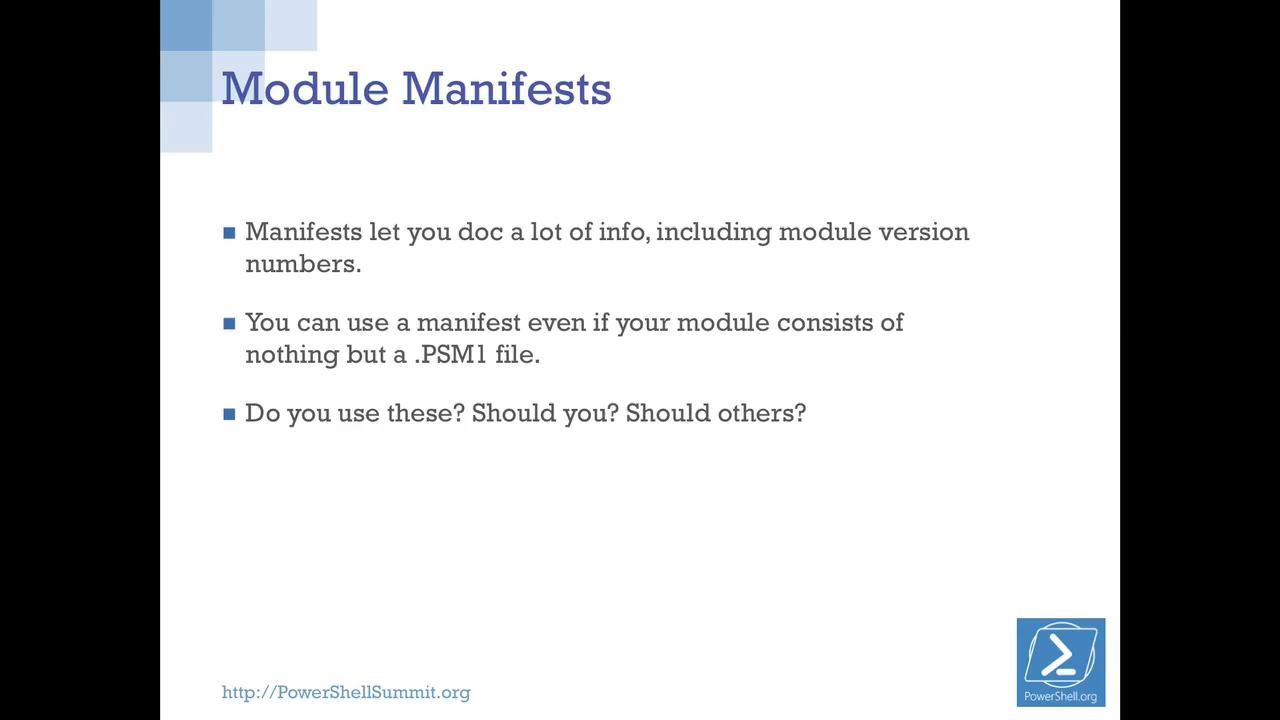 Module Manifests
Manifests let you doc a lot of info, including module version
numbers.
You can use a manifest even if your module consists of
nothing but a .PSM1 file.
Do you use these? Should you? Should others?
http://PowerShellSummit.org
PowerShell.org